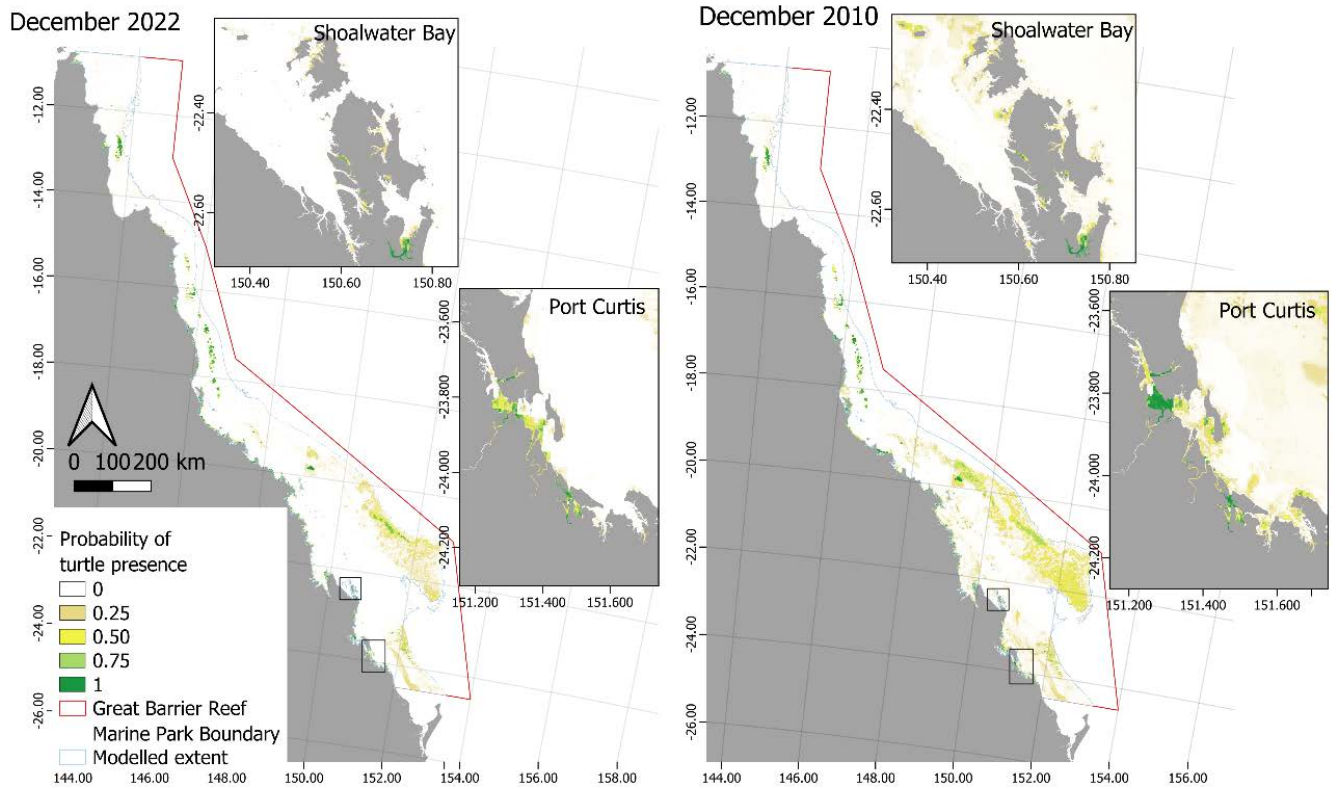 December 2022
Shoalwater Bay
-22.40
-22.60
150.40 150.60 150.80
Port Curtis
-23.600
-23.800
-24.000
-24.200
151.200 151.400 151.600
-12.00
-14.00
-16.00
-18.00
-20.00
-22.00
-24.00
-26.00
0 100 200 km
Probability of
turtle presence
0
0.25
0.50
0.75
1
Great Barrier Reef
Marine Park Boundary
Modelled extent
144.00 146.00 148.00 150.00 152.00 154.00 156.00 158.00
December 2010
Shoalwater Bay
-22.40
-22.60
150.40 150.60 150.80
Port Curtis
-23.600
-23.800
-24.000
-24.200
151.200 151.400 151.600
-12.00
-14.00
-16.00
-18.00
-20.00
-22.00
-24.00
-26.00
144.00 146.00 148.00 150.00 152.00 154.00 156.00